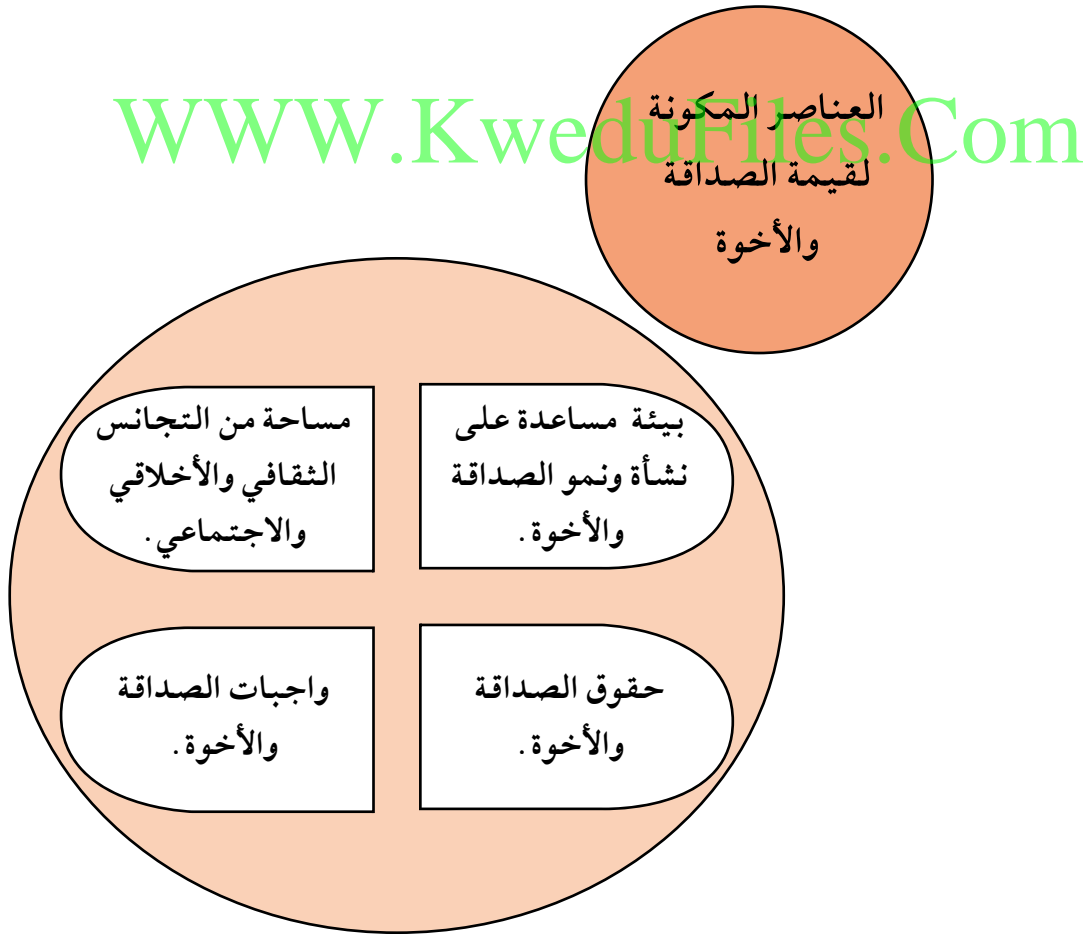 WWW.KweduFiles.Com
العناصر المكونة
لقيمة الصداقة
والأخوة
بيئة مساعدة على
نشأة ونمو الصداقة
والأخوة.
مساحة من التجانس
الثقافي والأخلاقي
والاجتماعي.
حقوق الصداقة
والأخوة.
واجبات الصداقة
والأخوة.